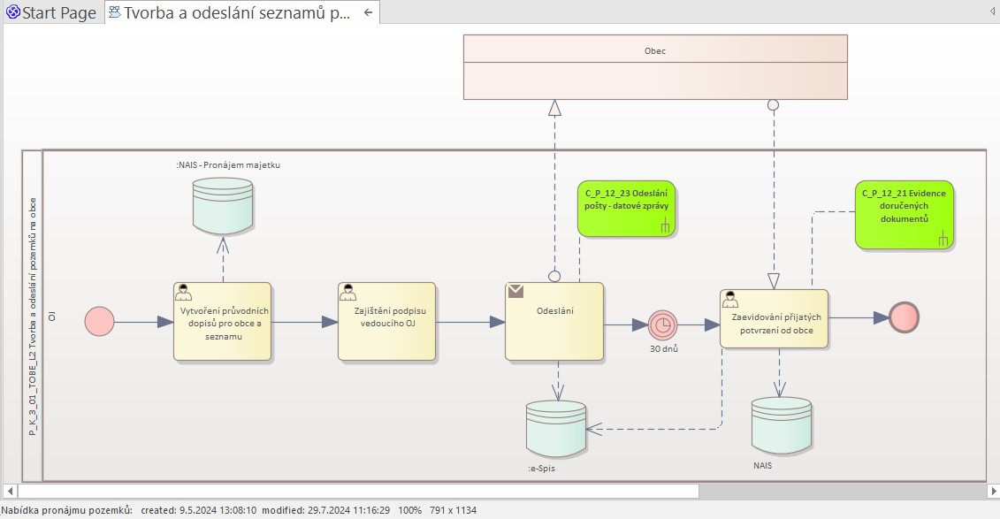 Start Page
Tvorba a odeslání seznamů p...
Obec
P_K_3_01_TOBE_L2 Tvorba a odeslání pozemků na obce
OJ
:NAIS - Pronájem majetku
C_P_12_23 Odeslání
pošty - datové zprávy
C_P_12_21 Evidence
doručených
dokumentů
Vytvoření průvodních
dopisů pro obce a
seznamu
Zajištění podpisu
vedoucího OJ
Odeslání
30 dnů
Zaevidování přijatých
potvrzení od obce
:e-Spis
NAIS
Nabídka pronájmu pozemků: created: 9.5.2024 13:08:10 modified: 29.7.2024 11:16:29 100% 791 x 1134